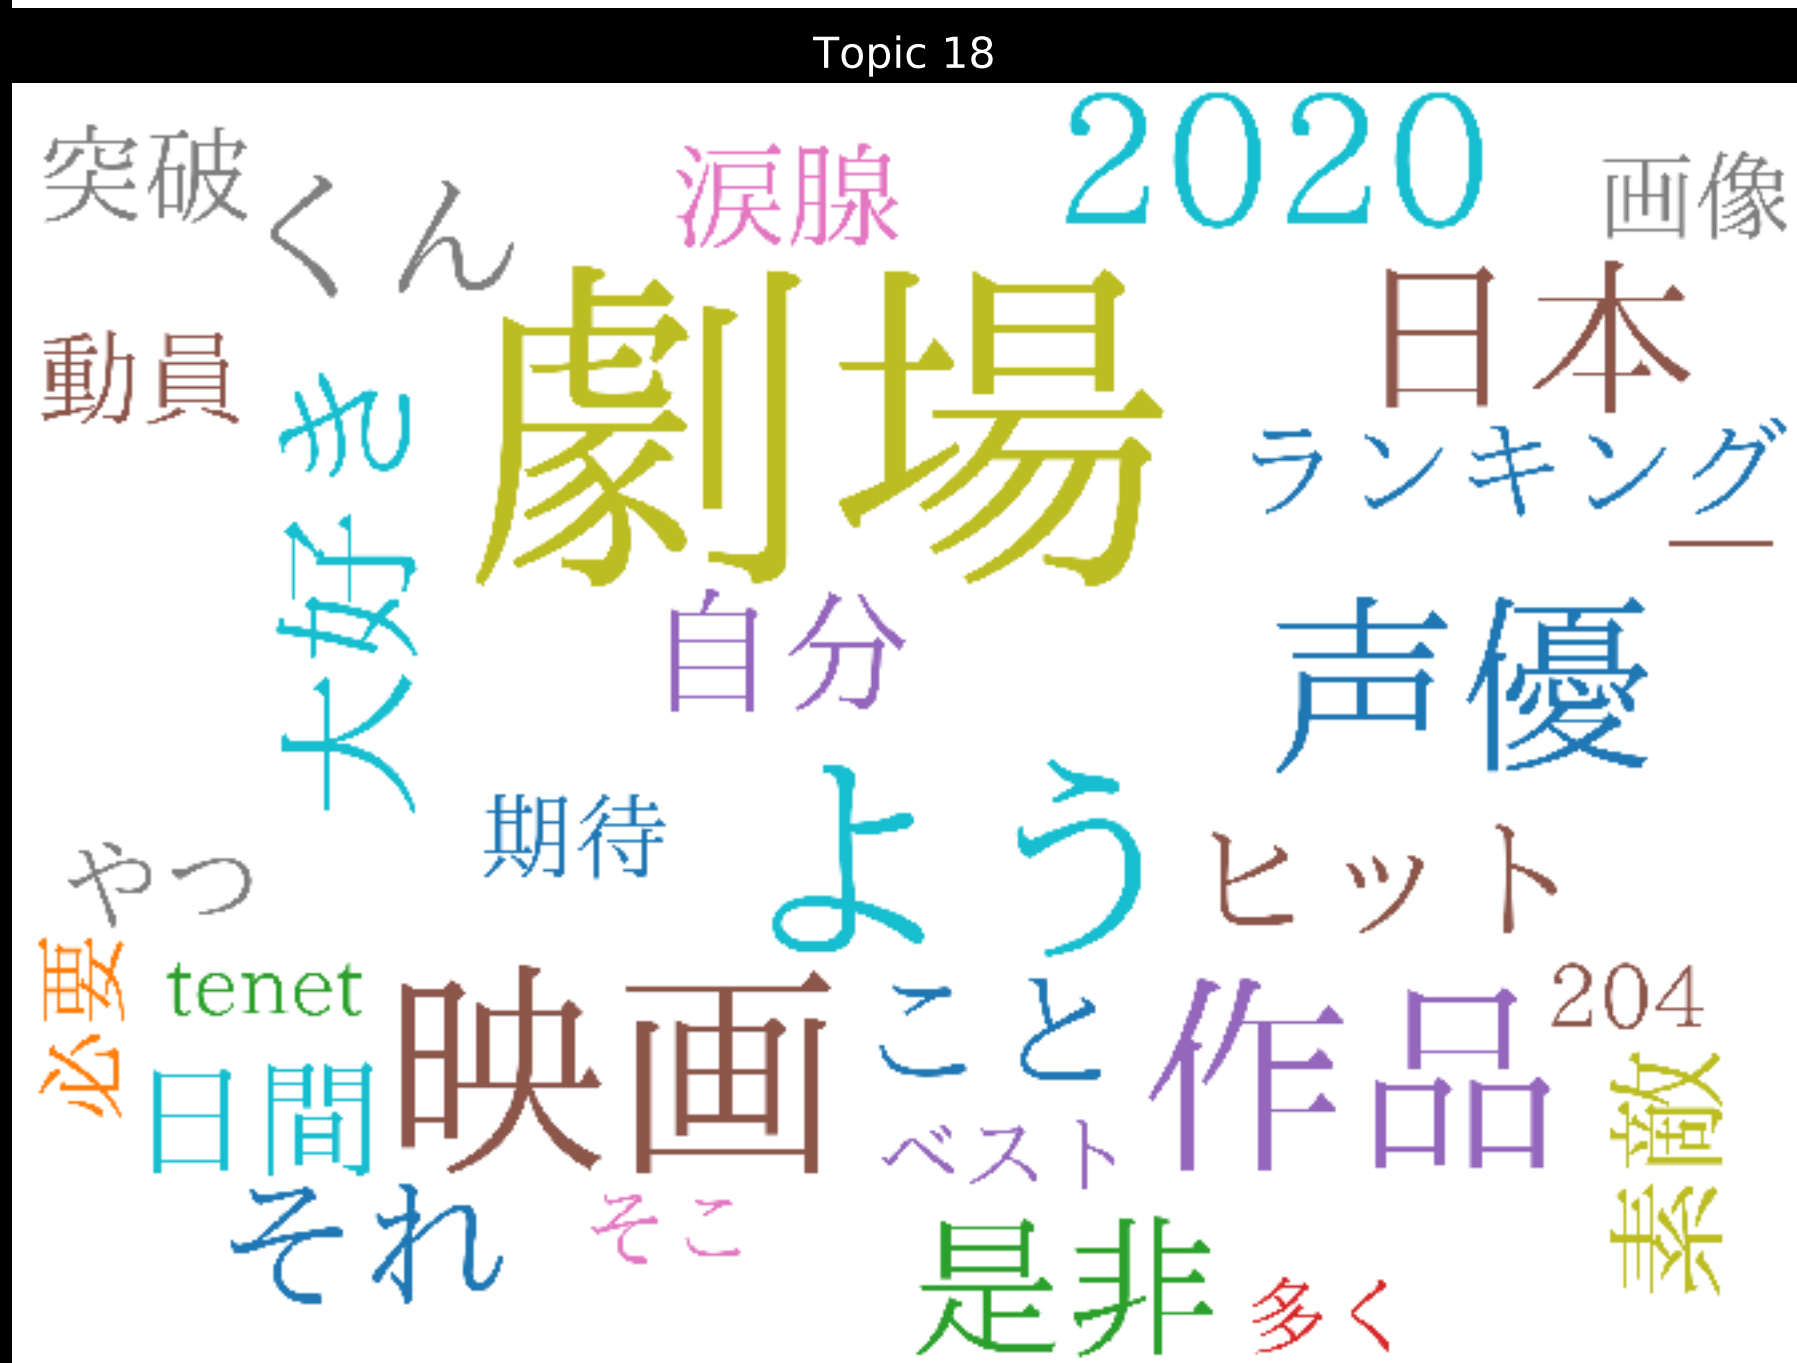 Topic 18
突破
くん
涙腺
2020
画像
動員
大好き
劇場
日本
ランキング
一
自分
声優
期待
よう
ヒット
やつ
必要
tenet
映画
こと
作品
204
日間
ベスト
素敵
それ
そこ
是非
多く